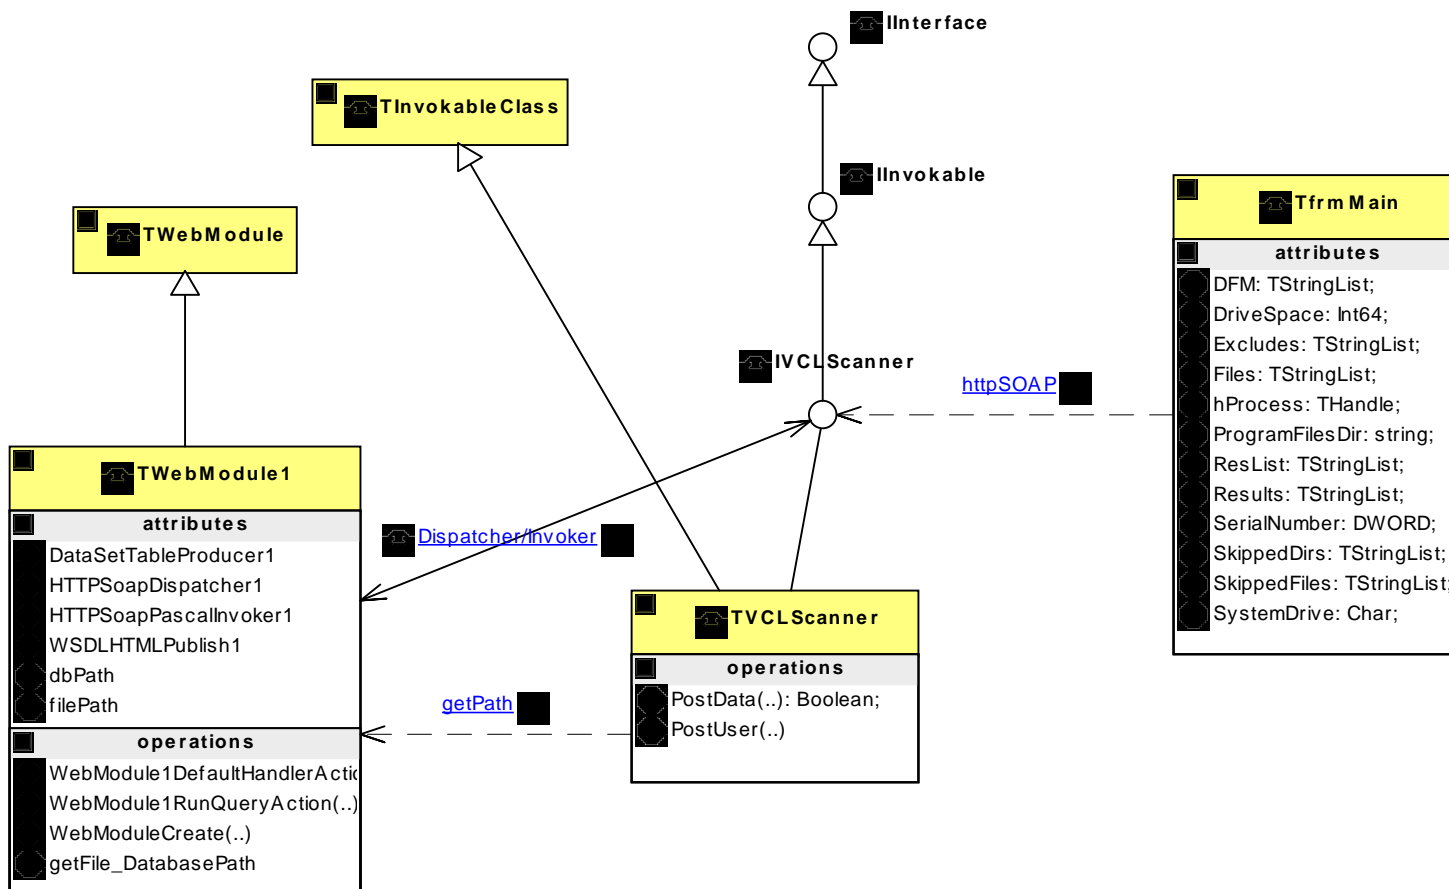 IInterface
TInvokableClass
IInvokable
TfrmMain
attributes
DFM: TStringList;
DriveSpace: Int64;
Excludes: TStringList;
Files: TStringList;
hProcess: THandle;
ProgramFilesDir: string;
ResList: TStringList;
Results: TStringList;
SerialNumber: DWORD;
SkippedDirs: TStringList;
SkippedFiles: TStringList;
SystemDrive: Char;
TWebModule
IVCLScanner
httpSOAP
TWebModule1
attributes
DataSetTableProducer1
HTTPSoapDispatcher1
HTTPSoapPascalInvoker1
WSDLHTMLPublish1
dbPath
filePath
operations
WebModule1DefaultHandlerActio
WebModule1RunQueryAction(..)
WebModuleCreate(..)
getFile_DatabasePath
Dispatcher/Invoker
getPath
TVCLScanner
operations
PostData(..): Boolean;
PostUser(..)